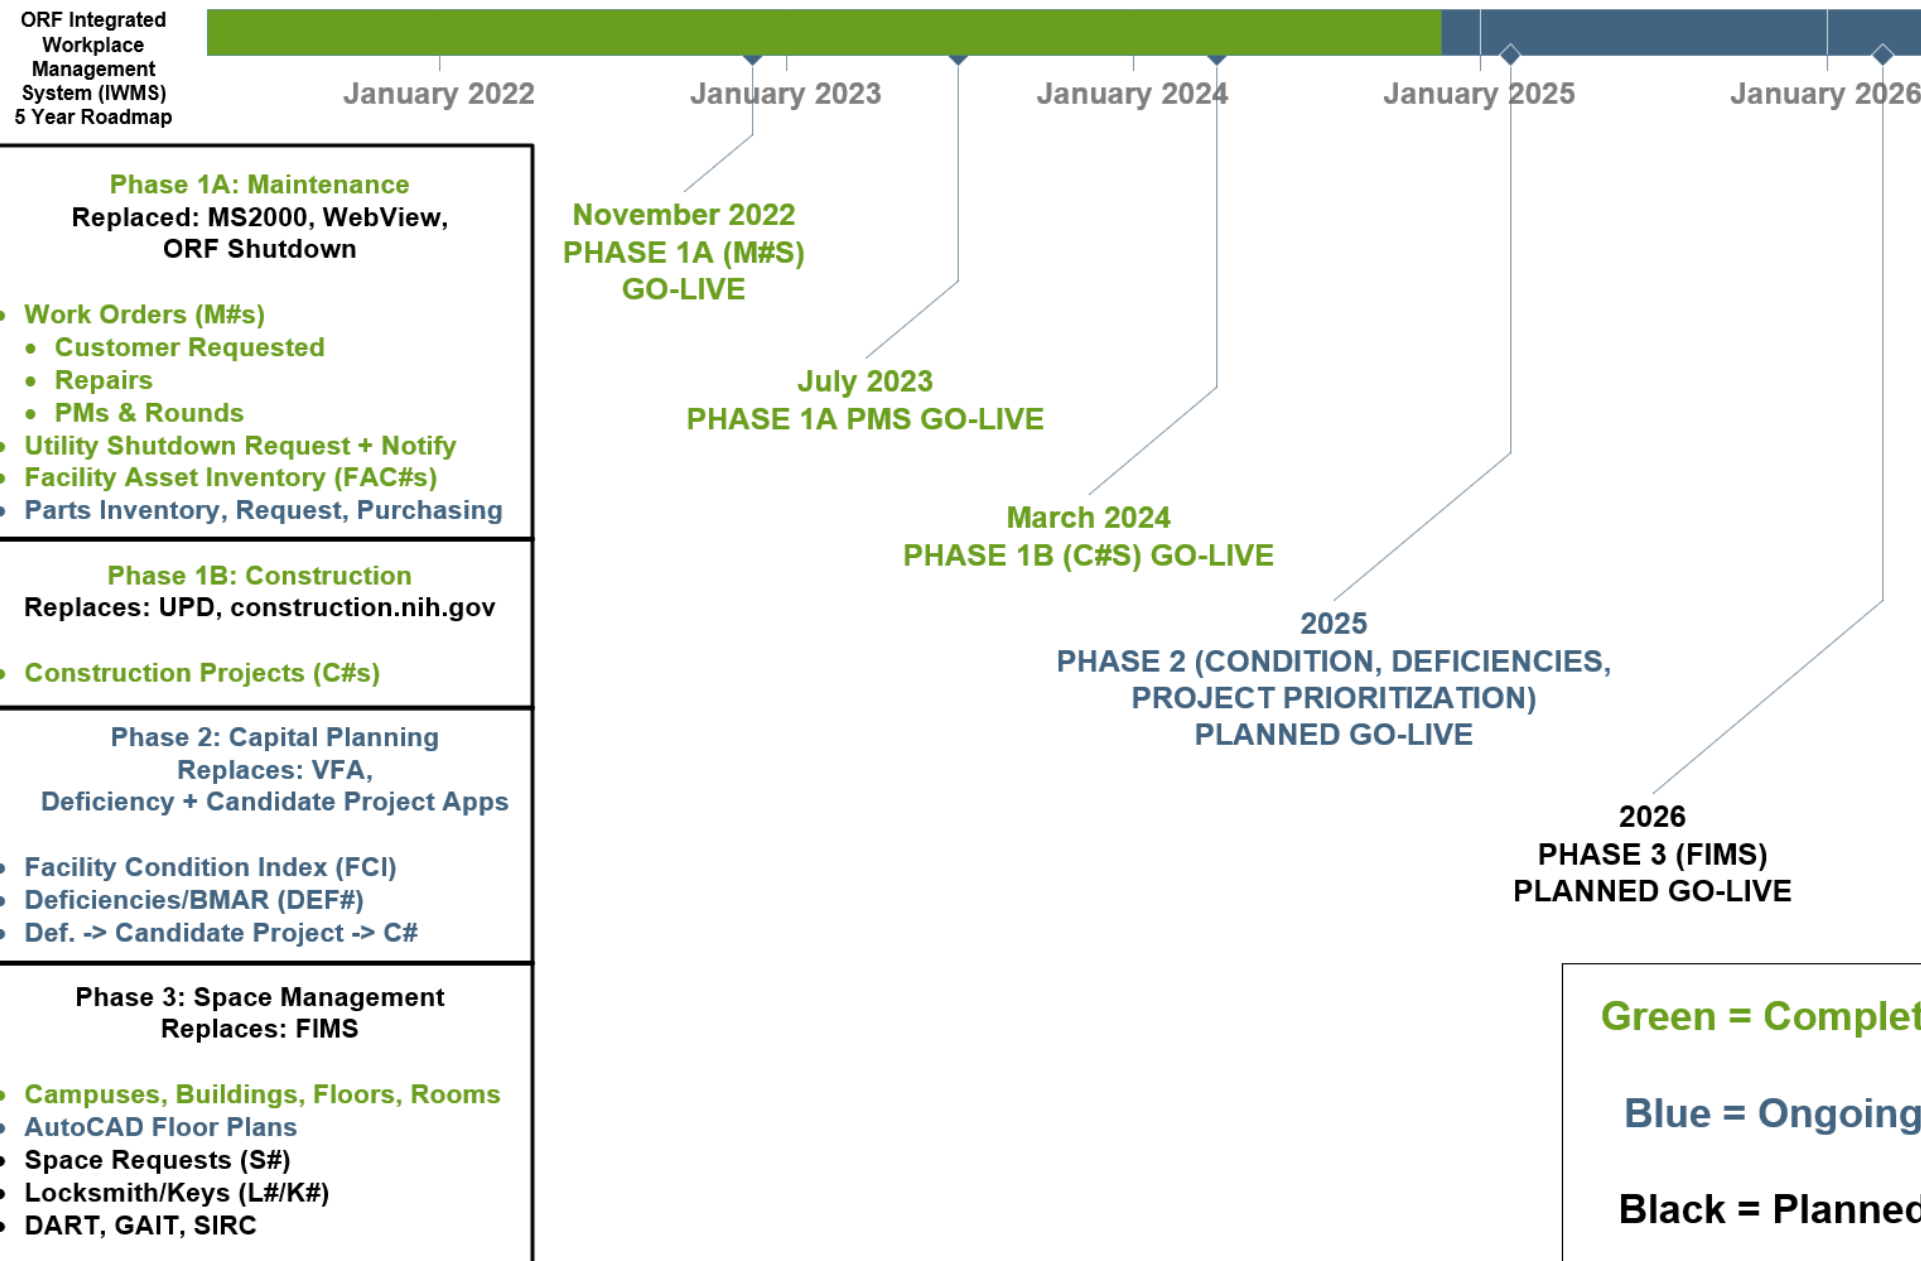 ORF Integrated
Workplace
Management
System (IWMS)
5 Year Roadmap
January 2022
January 2023
January 2024
January 2025
January 2026
Phase 1A: Maintenance
Replaced: MS2000, WebView,
ORF Shutdown
• Work Orders (M#s)
• Customer Requested
• Repairs
• PMs & Rounds
• Utility Shutdown Request + Notify
• Facility Asset Inventory (FAC#s)
• Parts Inventory, Request, Purchasing
Phase 1B: Construction
Replaces: UPD, construction.nih.gov
• Construction Projects (C#s)
Phase 2: Capital Planning
Replaces: VFA,
Deficiency + Candidate Project Apps
• Facility Condition Index (FCI)
• Deficiencies/BMAR (DEF#)
• Def. -> Candidate Project -> C#
Phase 3: Space Management
Replaces: FIMS
• Campuses, Buildings, Floors, Rooms
• AutoCAD Floor Plans
• Space Requests (S#)
• Locksmith/Keys (L#/K#)
• DART, GAIT, SIRC
November 2022
PHASE 1A (M#S)
GO-LIVE
July 2023
PHASE 1A PMS GO-LIVE
March 2024
PHASE 1B (C#S) GO-LIVE
2025
PHASE 2 (CONDITION, DEFICIENCIES,
PROJECT PRIORITIZATION)
PLANNED GO-LIVE
2026
PHASE 3 (FIMS)
PLANNED GO-LIVE
Green = Complet
Blue = Ongoing
Black = Planned